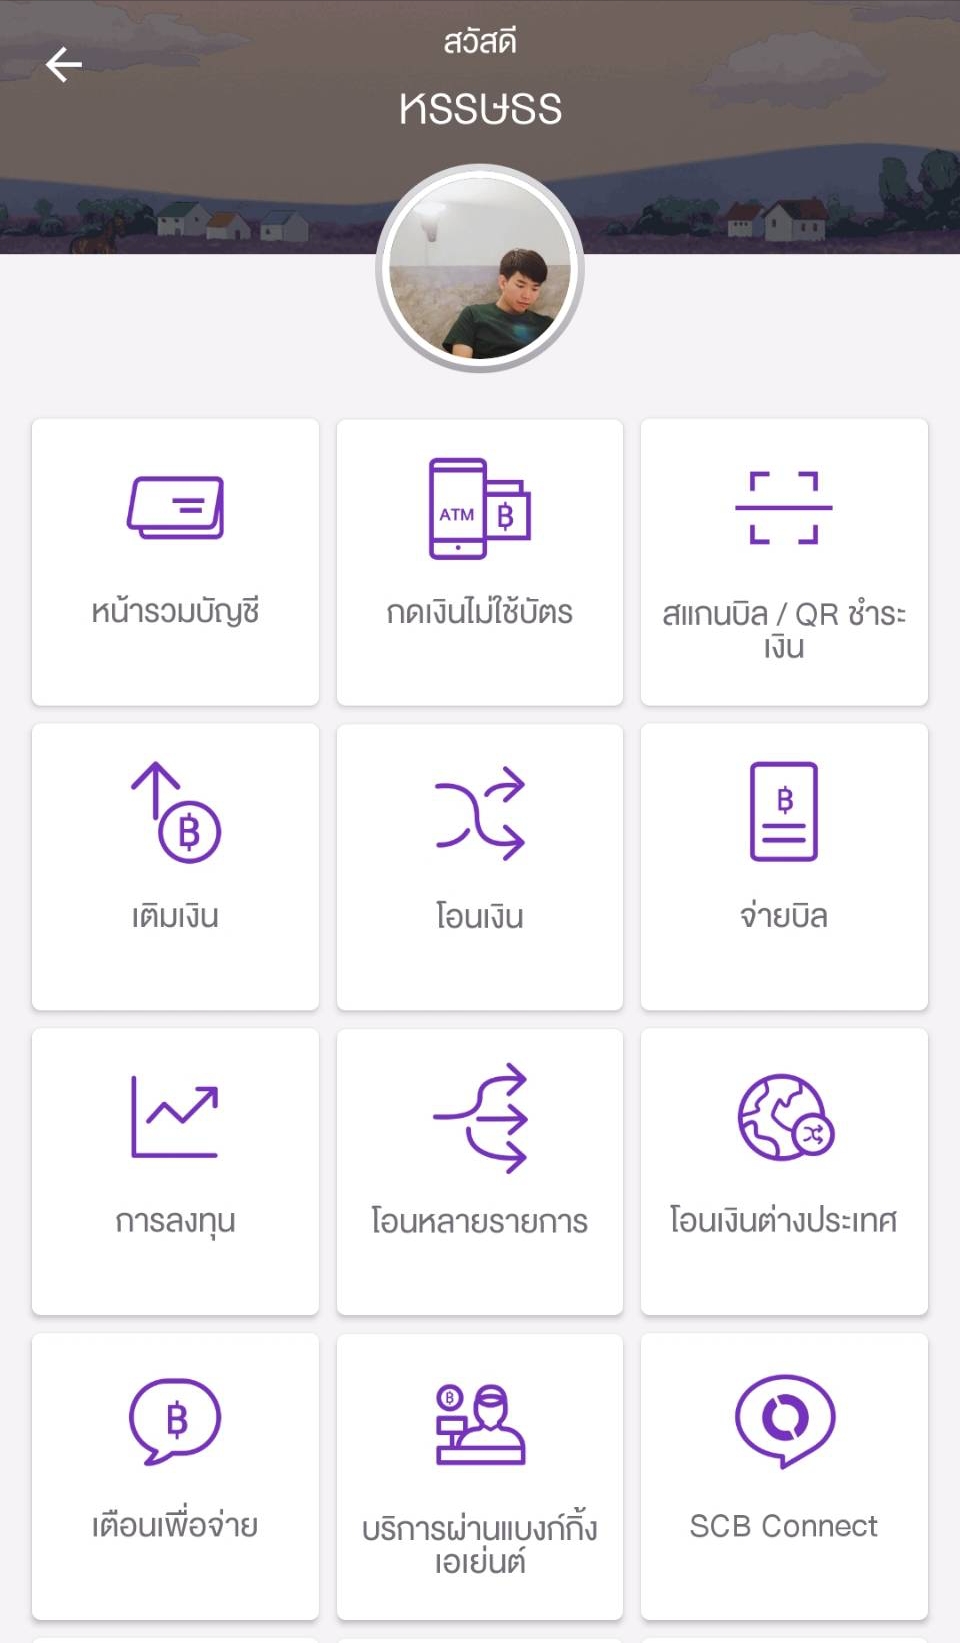 สวัสดี
หรรษธร
หน้ารวมบัญชี
ATM ฿
กดเงินไม่ใช้บัตร
สแกนบิล / QR ชำระ
เงิน
฿
เติมเงิน
โอนเงิน
฿
จ่ายบิล
การลงทุน
โอนหลายรายการ
โอนเงินต่างประเทศ
฿
เตือนเพื่อจ่าย
฿
บริการผ่านแบงก์กิ้ง
เอเย่นต์
SCB Connect